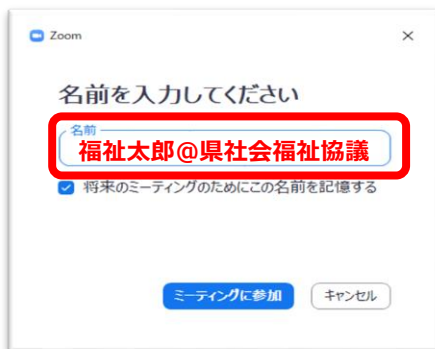 Zoom
名前を入力してください
名前
福祉太郎@県社会福祉協議
将来のミーティングのためにこの名前を記憶する
ミーティングに参加
キャンセル